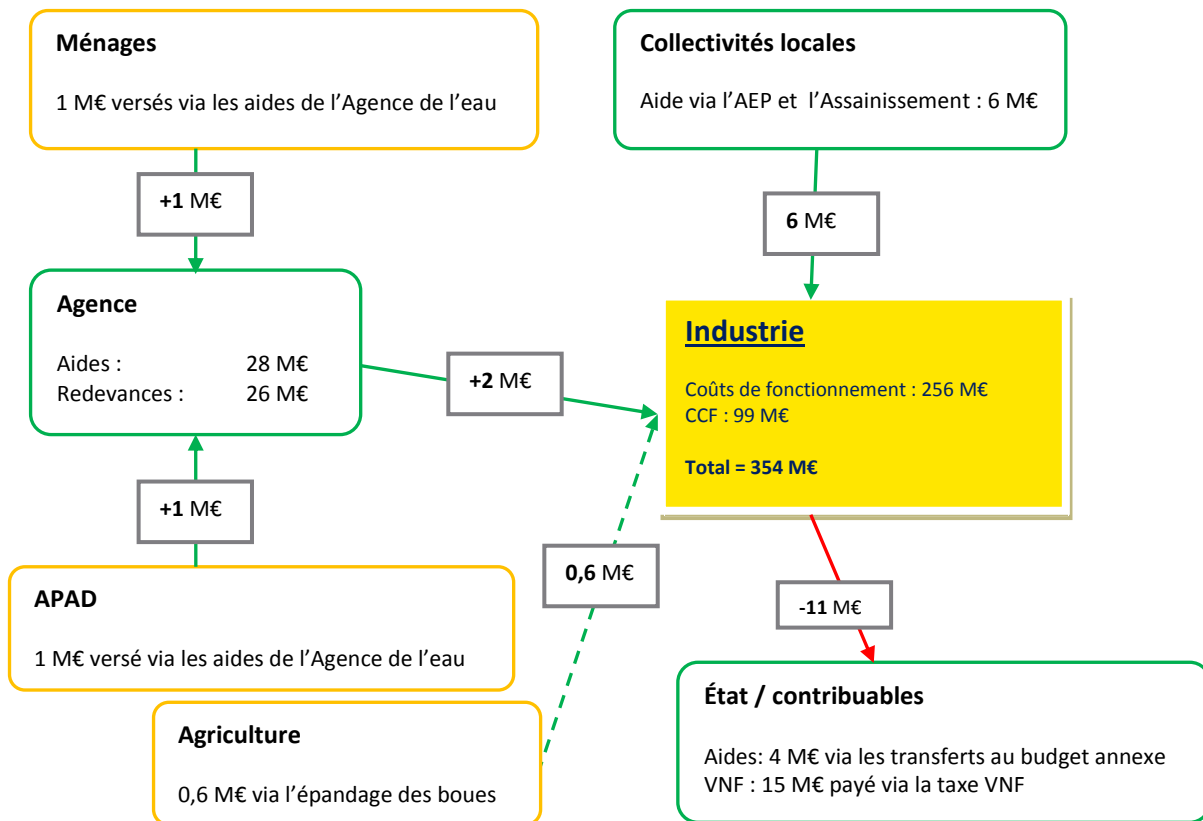 Ménages
1 M€ versés via les aides de l’Agence de l’eau
Collectivités locales
Aide via l’AEP et l’Assainissement : 6 M€
+1 M€
6 M€
Agence
Aides : 28 M€
Redevances : 26 M€
+2 M€
Industrie
Coûts de fonctionnement : 256 M€
CCF : 99 M€
Total = 354 M€
+1 M€
0,6 M€
-11 M€
APAD
1 M€ versé via les aides de l’Agence de l’eau
Agriculture
0,6 M€ via l’épandage des boues
État / contribuables
Aides: 4 M€ via les transferts au budget annexe
VNF : 15 M€ payé via la taxe VNF